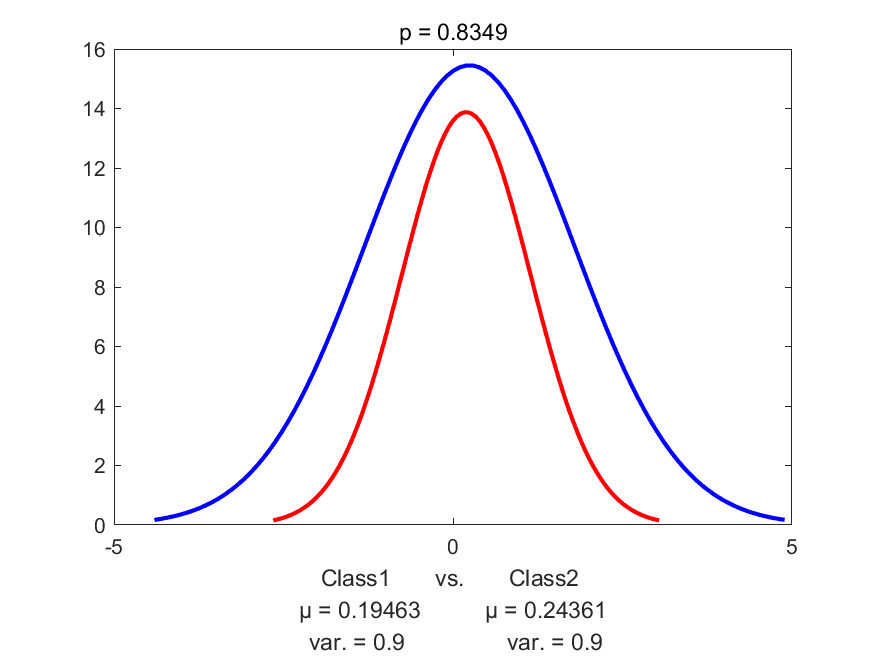 p = 0.8349
16
14
12
10
8
6
4
2
0
-5 0 5
Class1 vs. Class2
μ = 0.19463 μ = 0.24361
var. = 0.9 var. = 0.9